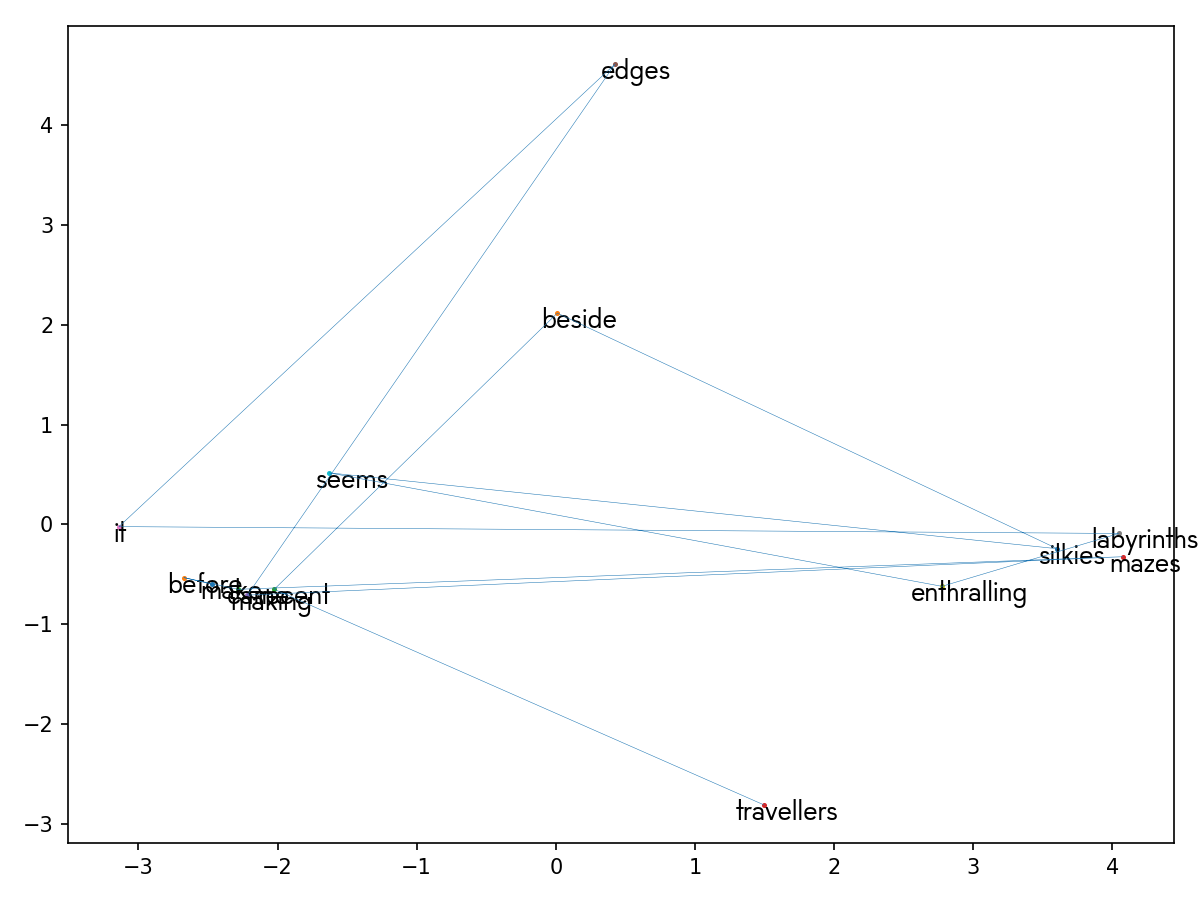 edges
4
3
beside
2
1
seems
it
0
labyrinths
silkies
mazes
before
enthralling
making
−1
−2
travellers
−3
−3 −2 −1 0 1 2 3 4